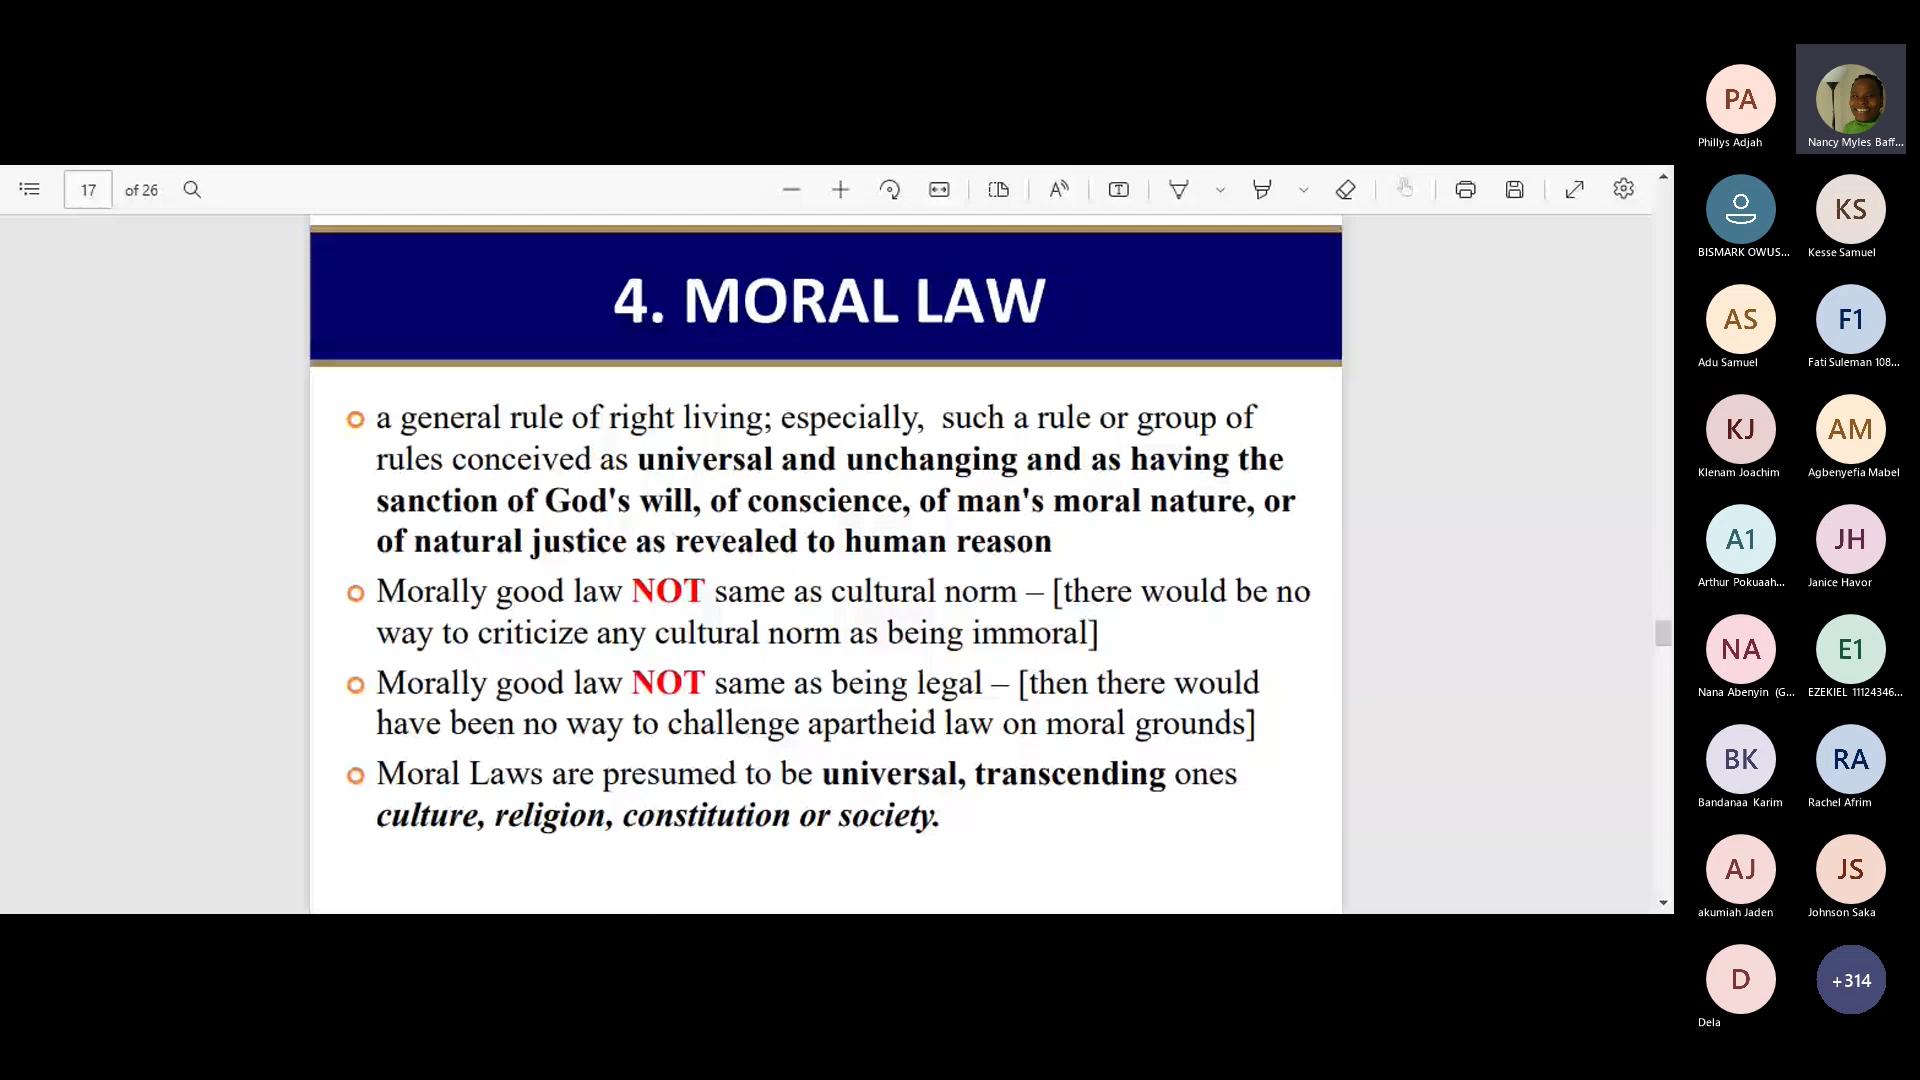 17 of 26
4. MORAL LAW
a general rule of right living; especially, such a rule or group of
rules conceived as universal and unchanging and as having the
sanction of God's will, of conscience, of man's moral nature, or
of natural justice as revealed to human reason
Morally good law NOT same as cultural norm – [there would be no
way to criticize any cultural norm as being immoral]
Morally good law NOT same as being legal – [then there would
have been no way to challenge apartheid law on moral grounds]
Moral Laws are presumed to be universal, transcending ones
culture, religion, constitution or society.
PA
Phillys Adjah
Nancy Myles Baff...
BISMARK OWUS...
KS
Kesse Samuel
AS
Adu Samuel
F1
Fati Suleman 108...
KJ
Klenam Joachim
AM
Agbenyefia Mabel
A1
Arthur Pokuaah...
JH
Janice Havor
NA
Nana Abenyin (G...
E1
EZEKIEL 11124346...
BK
Bandanaa Karim
RA
Rachel Afrim
AJ
akumiah Jaden
JS
Johnson Saka
D
Dela
+314